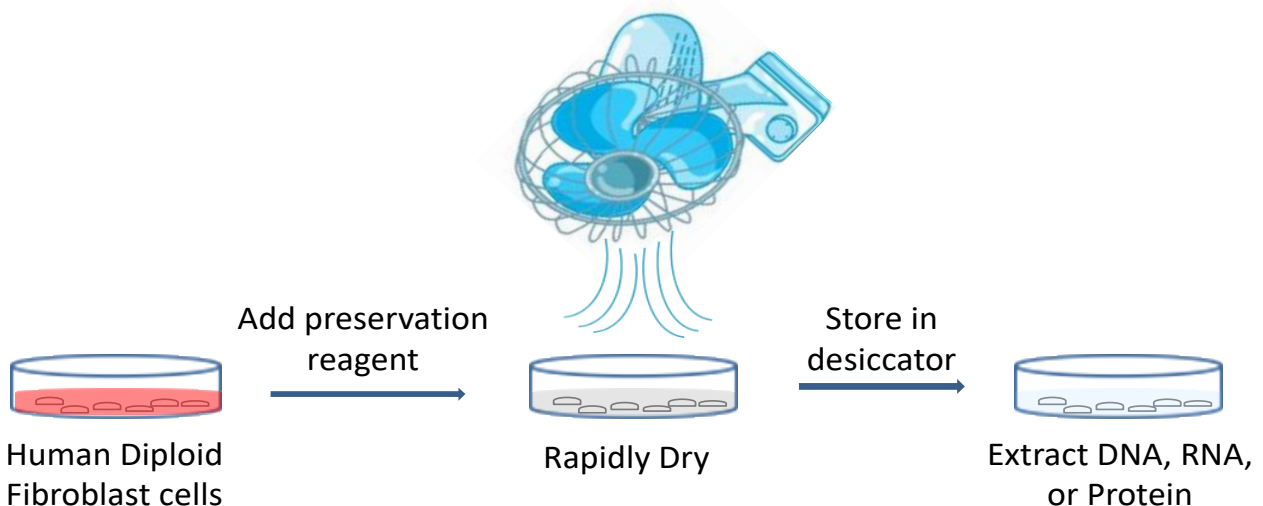 Add preservation
reagent
Store in
desiccator
Human Diploid
Fibroblast cells
Rapidly Dry
Extract DNA, RNA,
or Protein